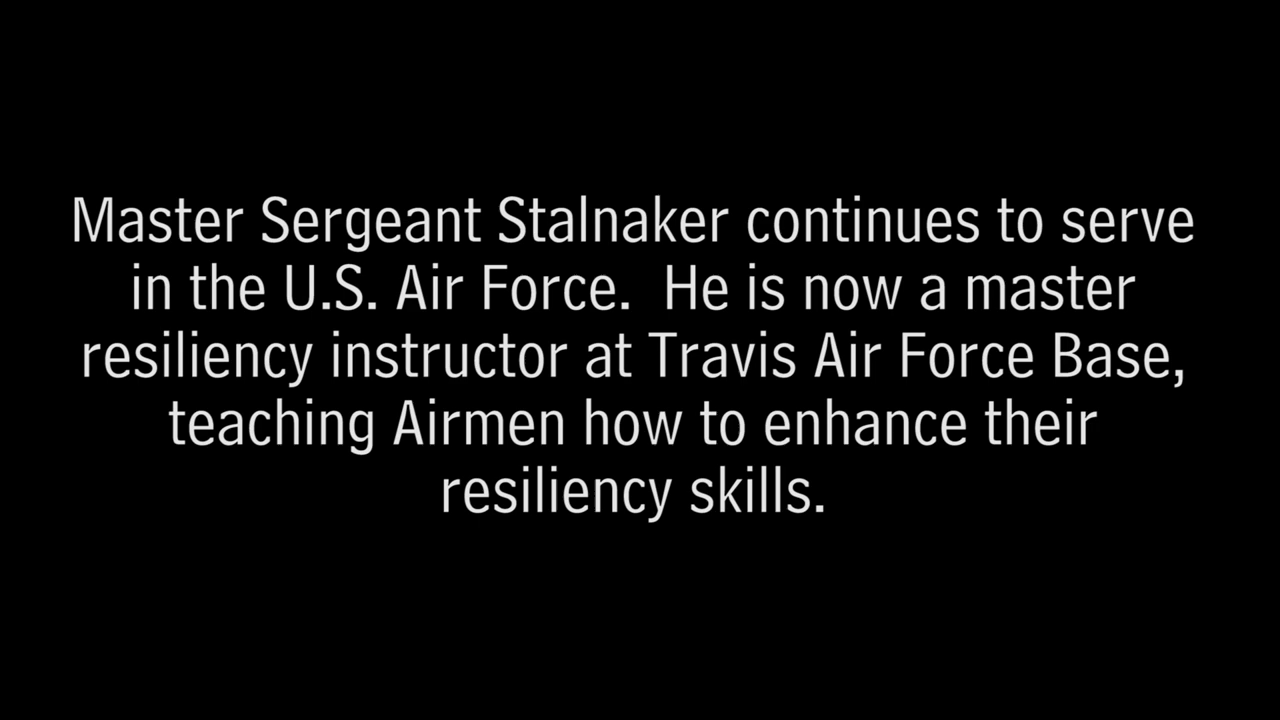 Master Sergeant Stalnaker continues to serve
in the U.S. Air Force.  He is now a master
resiliency instructor at Travis Air Force Base,
teaching Airmen how to enhance their
resiliency skills.